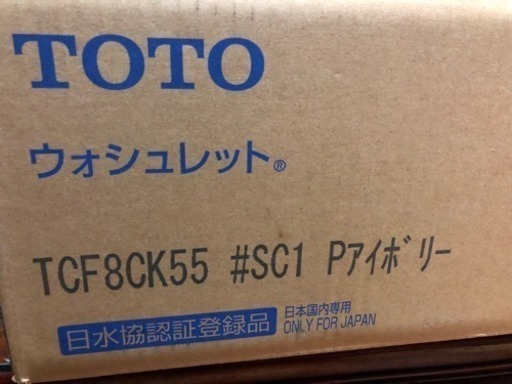 TOTO
ウォシュレット®
TCF8CK55 #SC1 Pアイボリー
日水協認証登録品 日本国内専用
ONLY FOR JAPAN